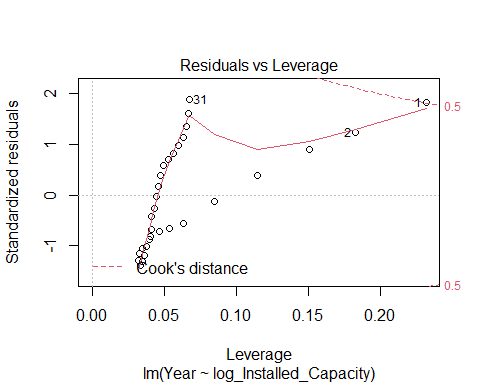 Residuals vs Leverage
Standardized residuals
2
1
0
-1
31
1
2
0.5
0.5
Cook's distance
0.00 0.05 0.10 0.15 0.20
Leverage
lm(Year ~ log_Installed_Capacity)